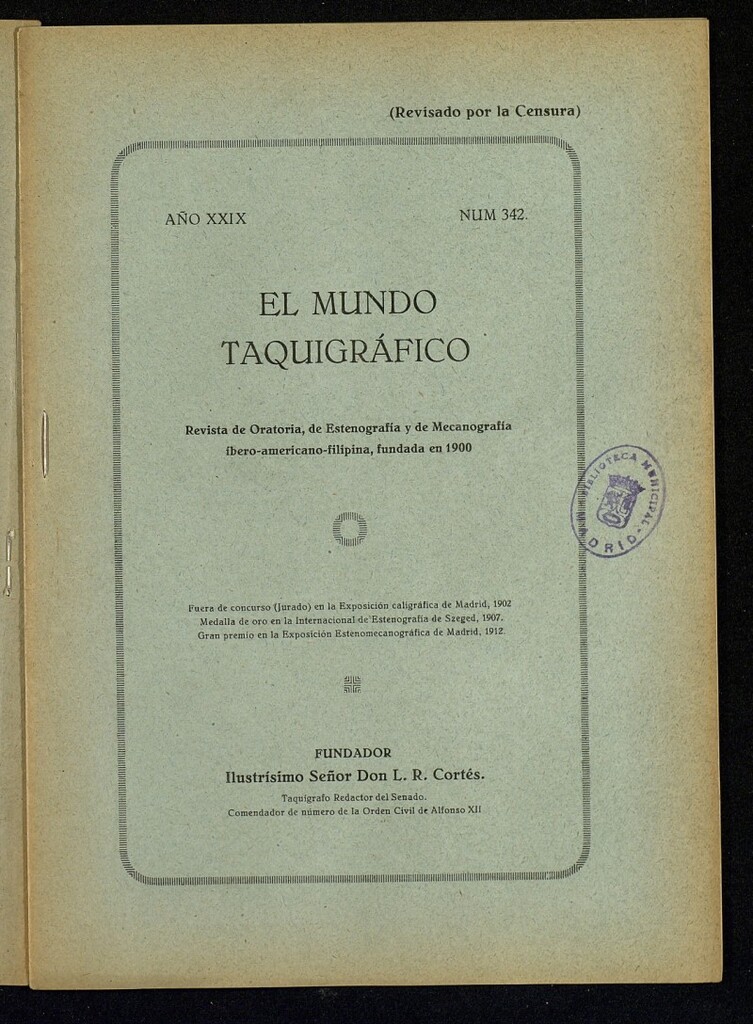 (Revisado por la Censura)
AÑO XXIX
NUM 342.
EL MUNDO
TAQUIGRÁFICO
Revista de Oratoria, de Estenografía y de Mecanografía
íbero-americano-filipina, fundada en 1900
BIBLIOTECA MUNICIPAL
MADRID
Fuera de concurso (Jurado) en la Exposición caligráfica de Madrid, 1902
Medalla de oro en la Internacional de Estenografía de Szeged, 1907.
Gran premio en la Exposición Estenomecanográfica de Madrid, 1912.
FUNDADOR
Ilustrísimo Señor Don L. R. Cortés.
Taquígrafo Redactor del Senado.
Comendador de número de la Orden Civil de Alfonso XII